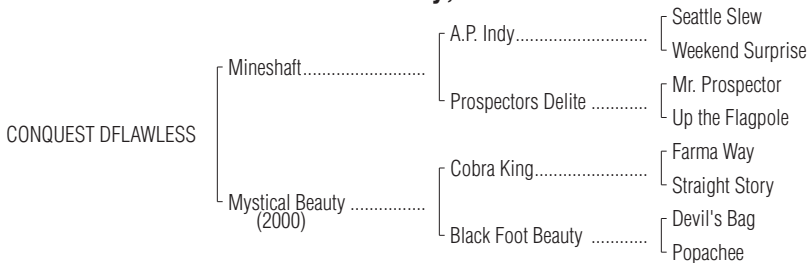 Seattle Slew
A.P. Indy
Weekend Surprise
Mineshaft
Mr. Prospector
Prospectors Delite
Up the Flagpole
CONQUEST DFLAWLESS
Farma Way
Cobra King
Straight Story
Mystical Beauty
(2000)
Devil's Bag
Black Foot Beauty
Popachee